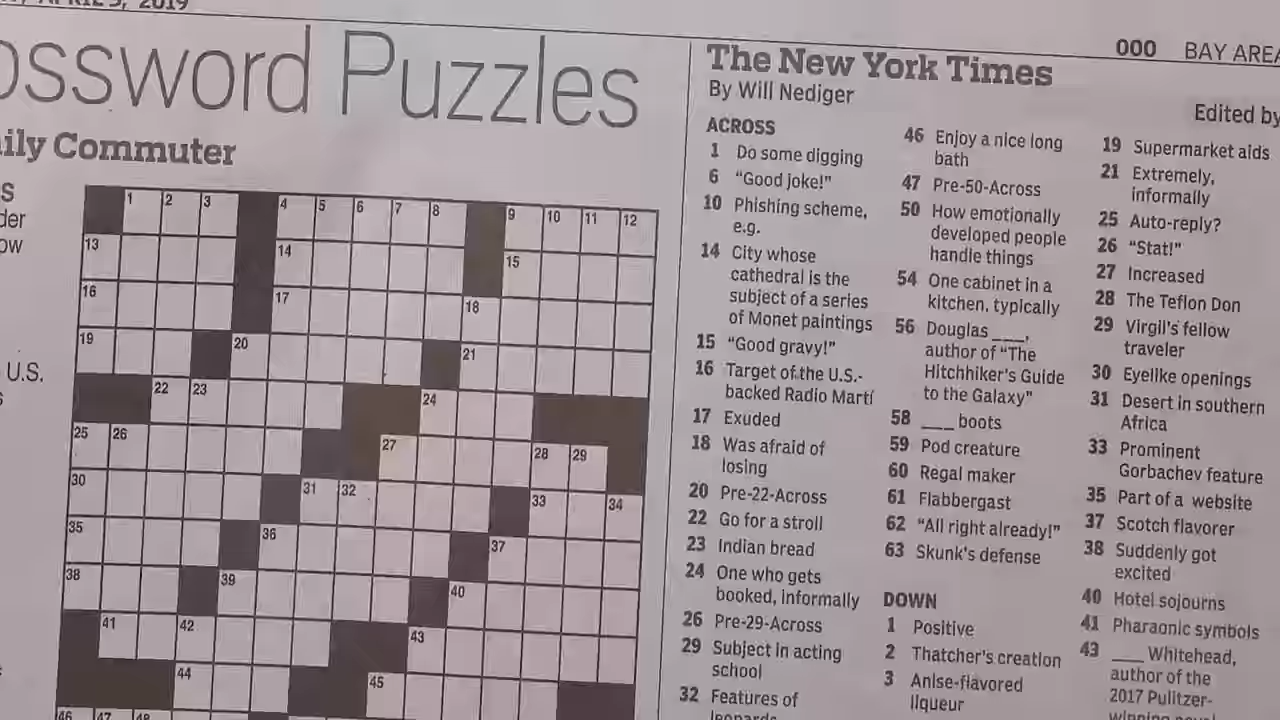 APRIL 5, 2019
000 BAY AREA
ossword Puzzles
ily Commuter
U.S.
1 2 3 4 5 6 7 8 9 10 11 12
13 14 15
16 17 18
19 20 21
22 23 24
25 26 27 28 29
30 31 32 33 34
35 36 37
38 39 40
41 42 43
44 45
46 47 48
The New York Times
By Will Nediger
Edited by
ACROSS
1 Do some digging
6 “Good joke!”
10 Phishing scheme,
e.g.
14 City whose
cathedral is the
subject of a series
of Monet paintings
15 “Good gravy!”
16 Target of the U.S.-
backed Radio Martí
17 Exuded
18 Was afraid of
losing
20 Pre-22-Across
22 Go for a stroll
23 Indian bread
24 One who gets
booked, informally
26 Pre-29-Across
29 Subject in acting
school
32 Features of
leopards
46 Enjoy a nice long
bath
47 Pre-50-Across
50 How emotionally
developed people
handle things
54 One cabinet in a
kitchen, typically
56 Douglas ___,
author of “The
Hitchhiker's Guide
to the Galaxy”
58 ___ boots
59 Pod creature
60 Regal maker
61 Flabbergast
62 “All right already!”
63 Skunk's defense
DOWN
1 Positive
2 Thatcher's creation
3 Anise-flavored
liqueur
19 Supermarket aids
21 Extremely,
informally
25 Auto-reply?
26 “Stat!”
27 Increased
28 The Teflon Don
29 Virgil's fellow
traveler
30 Eyelike openings
31 Desert in southern
Africa
33 Prominent
Gorbachev feature
35 Part of a website
37 Scotch flavorer
38 Suddenly got
excited
40 Hotel sojourns
41 Pharaonic symbols
43 ___ Whitehead,
author of the
2017 Pulitzer-
winning novel